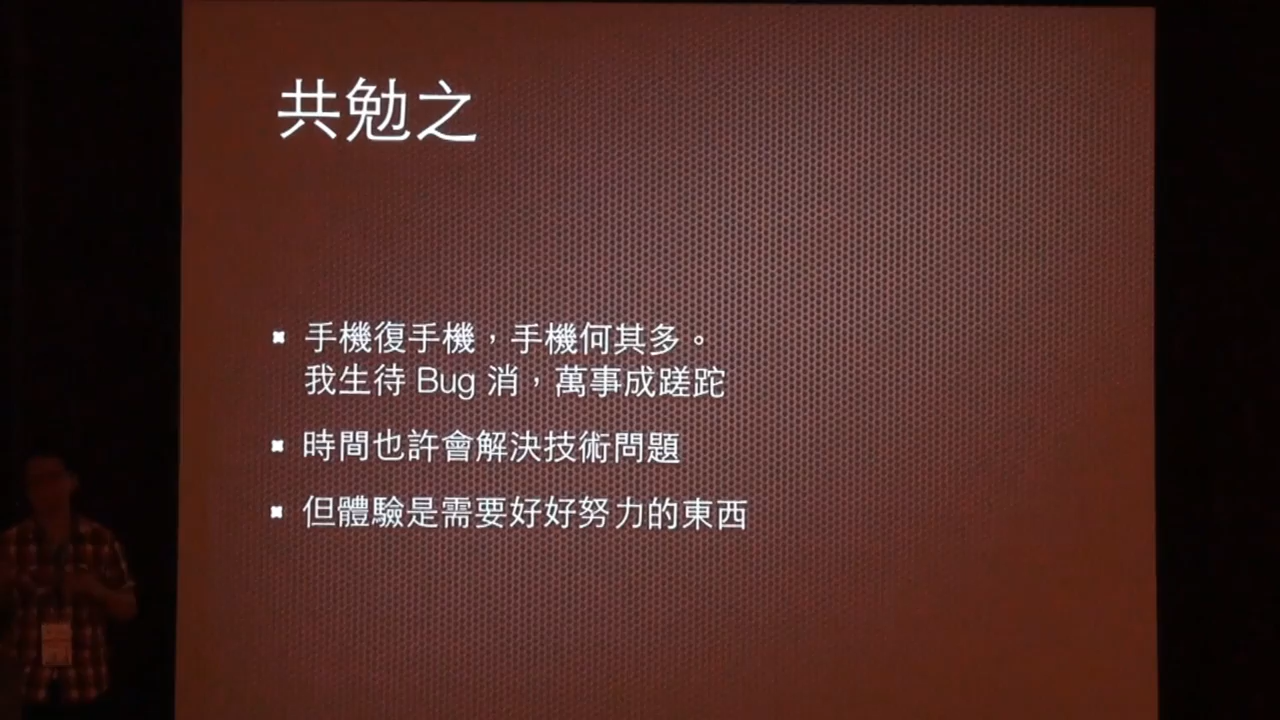 共勉之
手機復手機，手機何其多。
我生待 Bug 消，萬事成蹉跎
時間也許會解決技術問題
但體驗是需要好好努力的東西